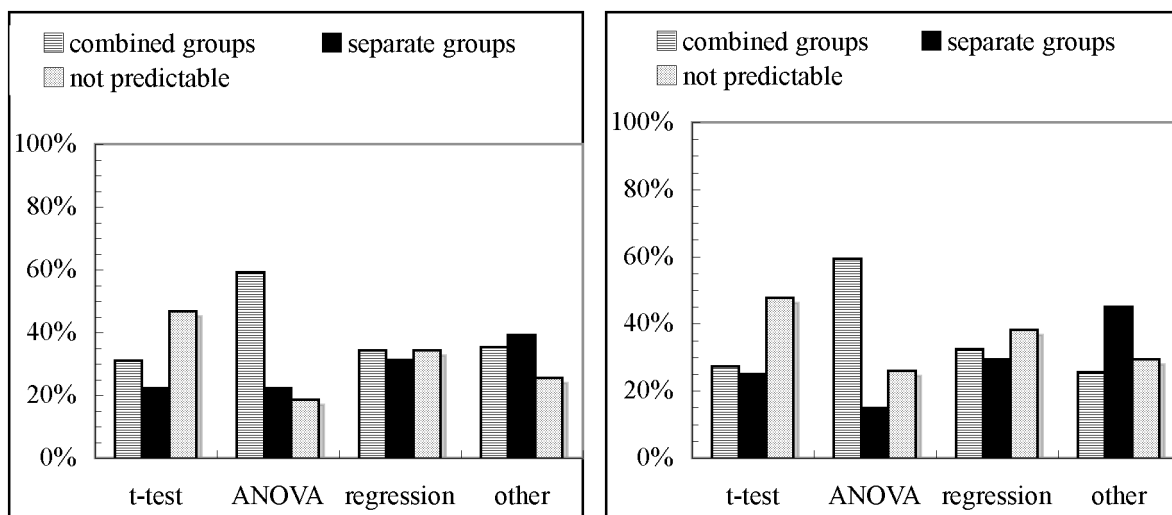 combined groups separate groups
not predictable
100%
80%
60%
40%
20%
0%
t-test ANOVA regression other
combined groups separate groups
not predictable
100%
80%
60%
40%
20%
0%
t-test ANOVA regression other